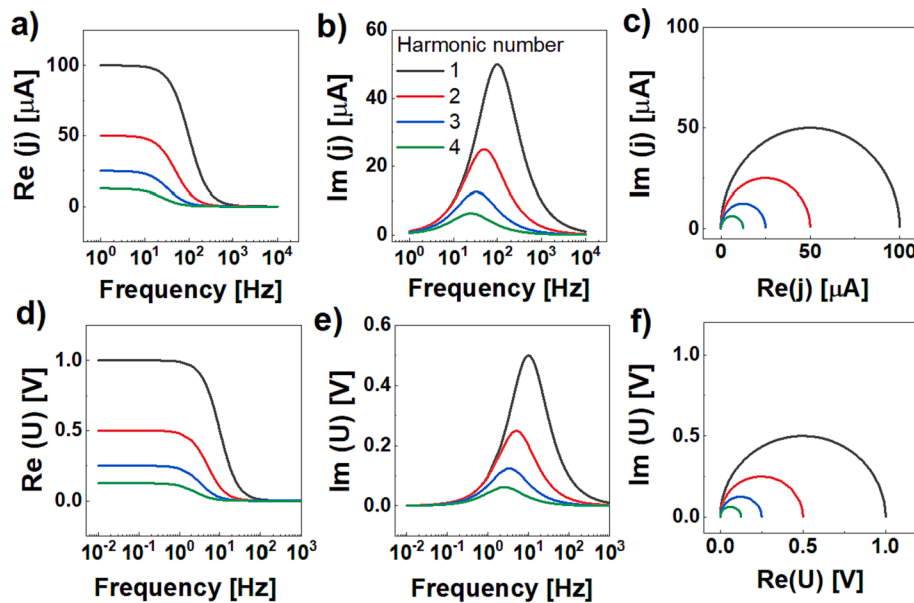 a)
Re (j) [μA]
100
50
0
10^0 10^1 10^2 10^3 10^4
Frequency [Hz]
b)
Im (j) [μA]
60
40
20
0
Harmonic number
1
2
3
4
10^0 10^1 10^2 10^3 10^4
Frequency [Hz]
c)
Im (j) [μA]
100
50
0
0 50 100
Re(j) [μA]
d)
Re (U) [V]
1.0
0.5
0.0
10^-2 10^-1 10^0 10^1 10^2 10^3
Frequency [Hz]
e)
Im (U) [V]
0.6
0.4
0.2
0.0
10^-2 10^-1 10^0 10^1 10^2 10^3
Frequency [Hz]
f)
Im (U) [V]
1.0
0.5
0.0
0.0 0.5 1.0
Re(U) [V]